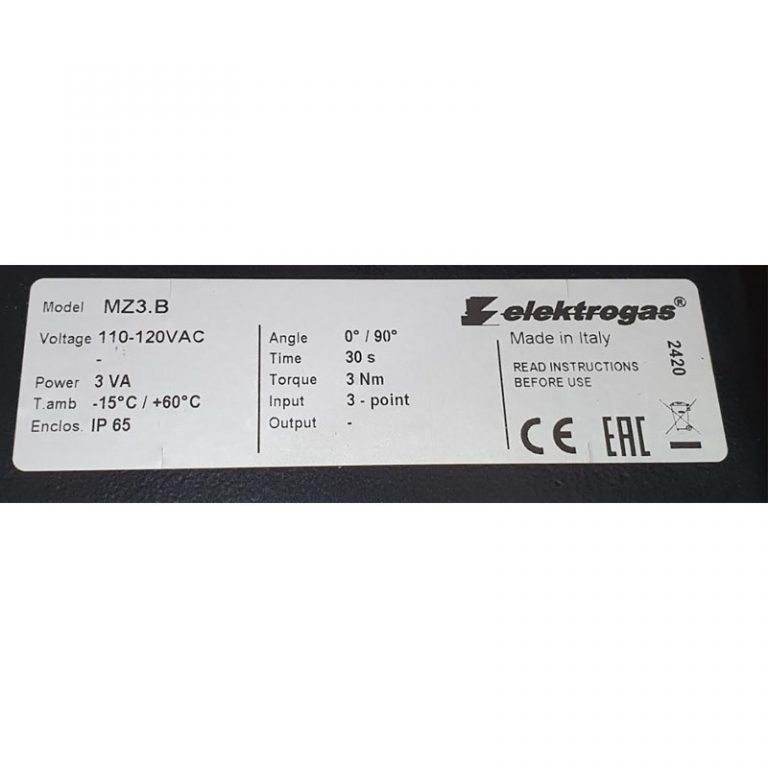 Model MZ3.B
Voltage 110-120VAC
-
Power 3 VA
T.amb -15°C / +60°C
Enclos. IP 65
Angle 0° / 90°
Time 30 s
Torque 3 Nm
Input 3 - point
Output -
elektrogas®
Made in Italy
READ INSTRUCTIONS
BEFORE USE
CE EAC
2420